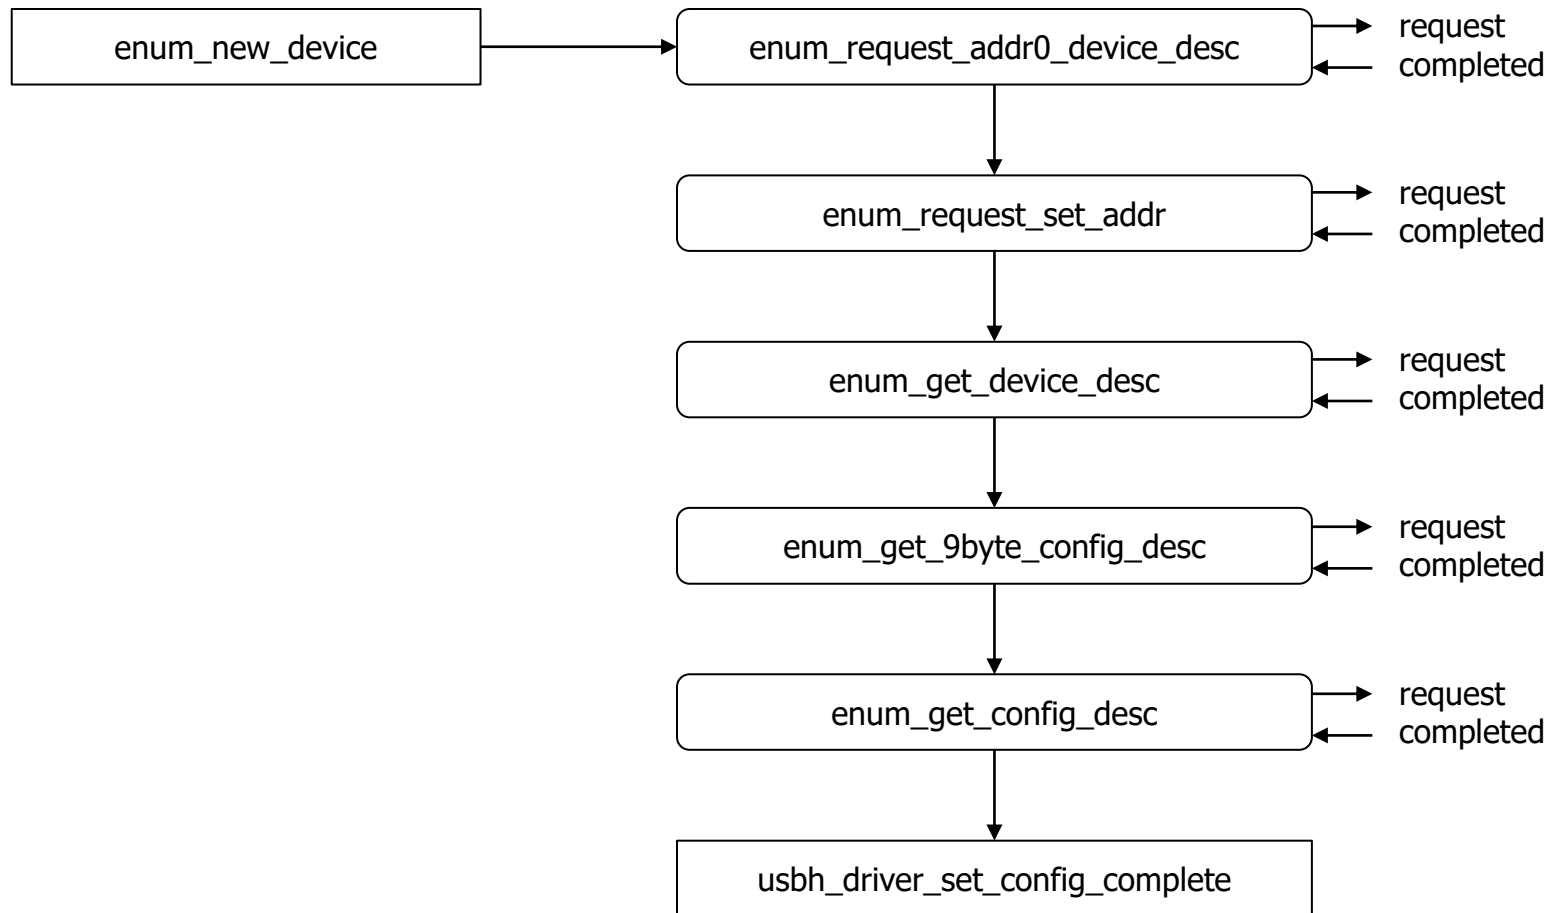 enum_new_device
enum_request_addr0_device_desc
request
completed
enum_request_set_addr
request
completed
enum_get_device_desc
request
completed
enum_get_9byte_config_desc
request
completed
enum_get_config_desc
request
completed
usbh_driver_set_config_complete